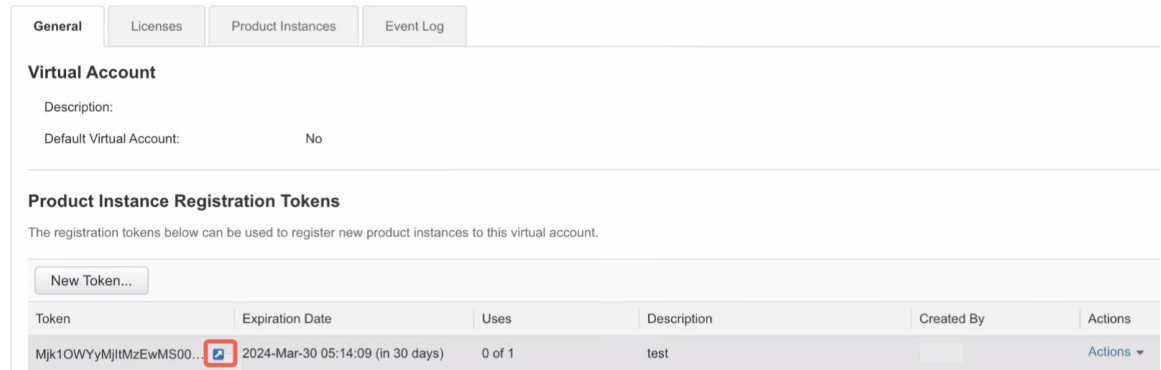 General Licenses Product Instances Event Log
Virtual Account
Description:
Default Virtual Account: No
Product Instance Registration Tokens
The registration tokens below can be used to register new product instances to this virtual account.
New Token...
Token Expiration Date Uses Description Created By Actions
Mjk1OWYyMjItMzEwMS00... 2024-Mar-30 05:14:09 (in 30 days) 0 of 1 test Actions